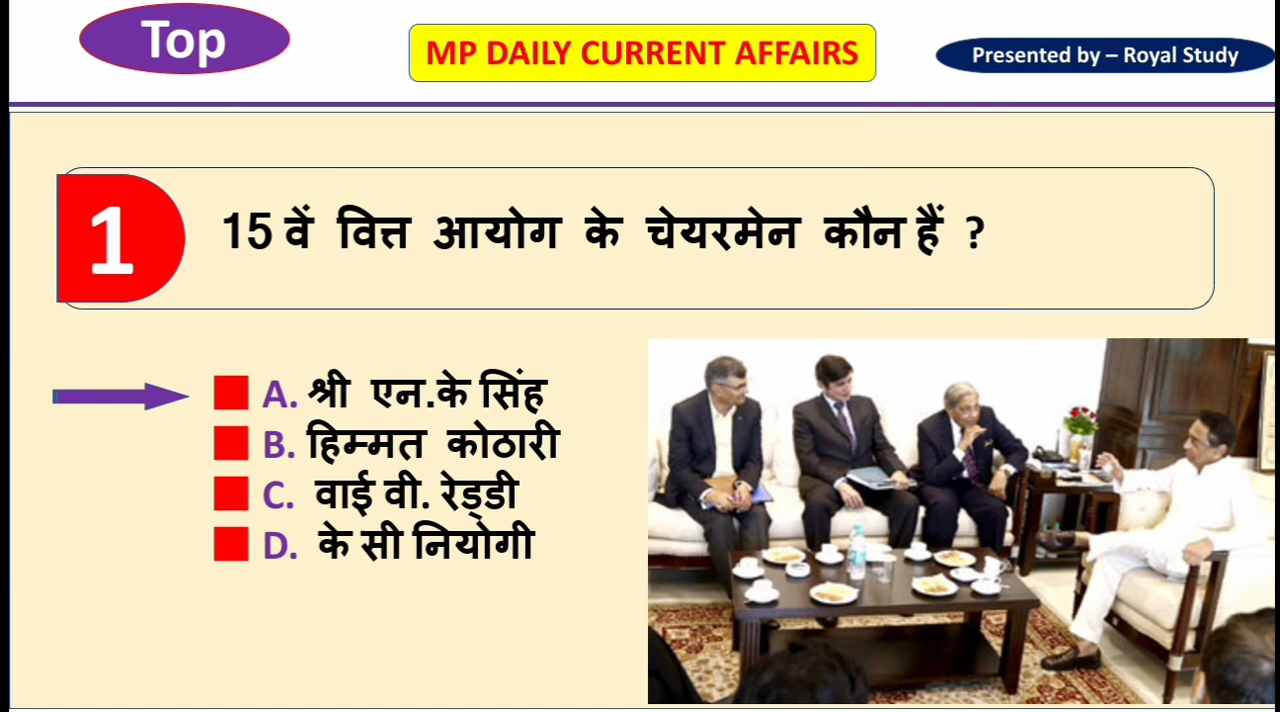 Top
MP DAILY CURRENT AFFAIRS
Presented by – Royal Study
1
15 वें वित्त आयोग के चेयरमेन कौन हैं ?
A. श्री एन.के सिंह
B. हिम्मत कोठारी
C. वाई वी. रेड्डी
D. के सी नियोगी